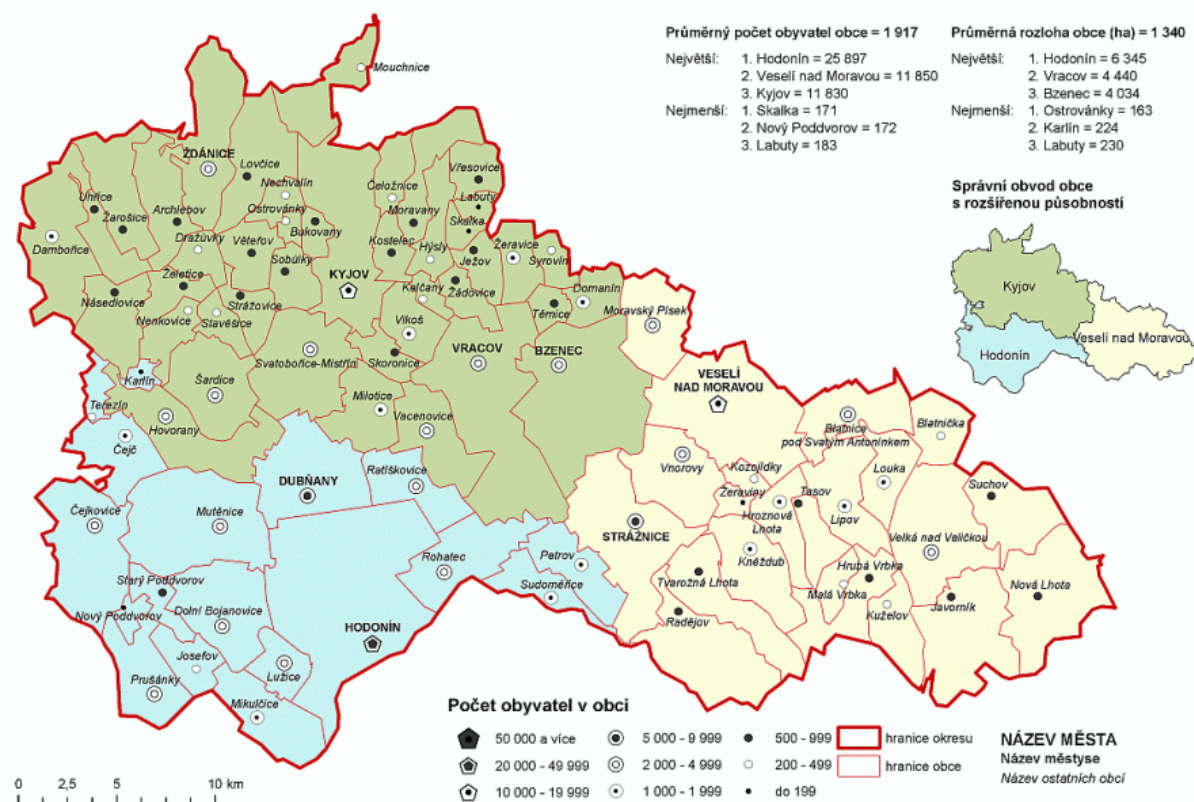 Průměrný počet obyvatel obce = 1 917
Největší: 1. Hodonín = 25 897
2. Veselí nad Moravou = 11 850
3. Kyjov = 11 830
Nejmenší: 1. Skalka = 171
2. Nový Poddvorov = 172
3. Labuty = 183
Průměrná rozloha obce (ha) = 1 340
Největší: 1. Hodonín = 6 345
2. Vracov = 4 440
3. Bzenec = 4 034
Nejmenší: 1. Ostrovánky = 163
2. Karlín = 224
3. Labuty = 230
Správní obvod obce
s rozšířenou působností
Kyjov
Hodonín
Veselí nad Moravou
Mouchnice
ŽDÁNICE
Lovčice
Nechvalín
Ostrovánky
Bukovany
Čeložnice
Moravany
Vřesovice
Labuty
Skalka
Uhřice
Žarošice
Archlebov
Dražůvky
Věteřov
Sobůlky
Kostelec
Hýsly
Ježov
Žeravice
Syrovín
Dambořice
KYJOV
Kelčany
Žádovice
Domanín
Těmice
Moravský Písek
Želetice
Násedlovice
Nenkovice
Stavěšice
Strážovice
Vlkoš
Skoronice
Svatobořice-Mistřín
VRACOV
BZENEC
Karlín
Šardice
Terezín
Hovorany
Milotice
Vacenovice
VESELÍ
NAD MORAVOU
Blatnice
pod Svatým Antonínkem
Blatnička
Čejč
DUBŇANY
Ratíškovice
Vnorovy
Kozojídky
Louka
Suchov
Žeraviny
Hroznová
Lhota
Tasov
Lipov
Čejkovice
Mutěnice
STRÁŽNICE
Velká nad Veličkou
Rohatec
Petrov
Sudoměřice
Kněždub
Tvarožná Lhota
Hrubá Vrbka
Malá Vrbka
Nová Lhota
Starý Poddvorov
Nový Poddvorov
Dolní Bojanovice
Radějov
Kuželov
Javorník
HODONÍN
Josefov
Lužice
Prušánky
Mikulčice
Počet obyvatel v obci
50 000 a více
5 000 - 9 999
500 - 999
hranice okresu
20 000 - 49 999
2 000 - 4 999
200 - 499
hranice obce
10 000 - 19 999
1 000 - 1 999
do 199
NÁZEV MĚSTA
Název městyse
Název ostatních obcí
0 2,5 5 10 km